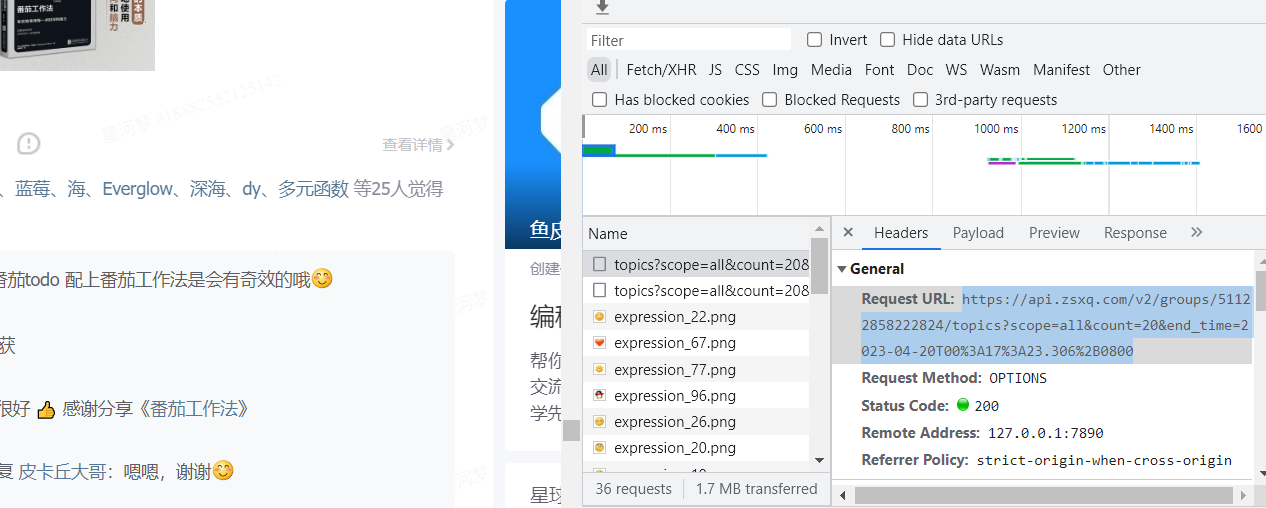 番茄工作法
查看详情
、蓝莓、海、Everglow、深海、dy、多元函数 等25人觉得
番茄todo 配上番茄工作法是会有奇效的哦😊
获
很好 👍 感谢分享《番茄工作法》
复 皮卡丘大哥：嗯嗯，谢谢😊
鱼皮
创建
编程
帮你
交流
学先
星球
Filter
Invert
Hide data URLs
All
Fetch/XHR JS CSS Img Media Font Doc WS Wasm Manifest Other
Has blocked cookies
Blocked Requests
3rd-party requests
200 ms
400 ms
600 ms
800 ms
1000 ms
1200 ms
1400 ms
1600
Name
topics?scope=all&count=20&
topics?scope=all&count=20&
expression_22.png
expression_67.png
expression_77.png
expression_96.png
expression_26.png
expression_20.png
36 requests
1.7 MB transferred
Headers
Payload
Preview
Response
General
Request URL: https://api.zsxq.com/v2/groups/5112
2858222824/topics?scope=all&count=20&end_time=2
023-04-20T00%3A17%3A23.306%2B0800
Request Method: OPTIONS
Status Code: 200
Remote Address: 127.0.0.1:7890
Referrer Policy: strict-origin-when-cross-origin